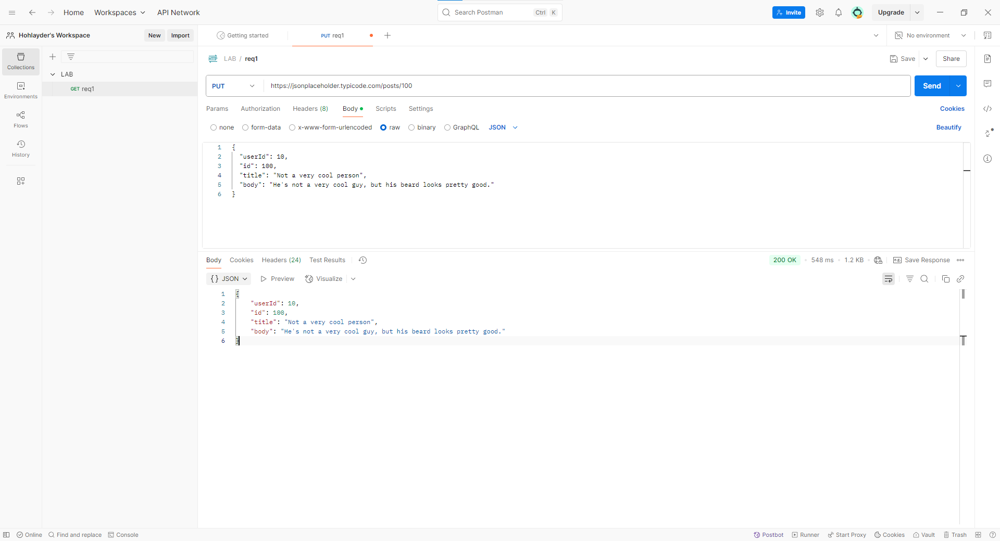 Home Workspaces API Network Search Postman Ctrl K Invite Upgrade
Hohlayder's Workspace New Import Getting started PUT req1 No environment
Collections
Environments
Flows
History
LAB
GET req1
HTTP LAB / req1 Save Share
PUT https://jsonplaceholder.typicode.com/posts/100 Send
Params Authorization Headers (8) Body Scripts Settings Cookies
none form-data x-www-form-urlencoded raw binary GraphQL JSON Beautify
1 {
2 "userId": 10,
3 "id": 100,
4 "title": "Not a very cool person",
5 "body": "He's not a very cool guy, but his beard looks pretty good."
6 }
Body Cookies Headers (24) Test Results 200 OK • 548 ms • 1.2 KB • e.g. Save Response
{} JSON Preview Visualize
1 {
2 "userId": 10,
3 "id": 100,
4 "title": "Not a very cool person",
5 "body": "He's not a very cool guy, but his beard looks pretty good."
6 }
Online Find and replace Console Postbot Runner Start Proxy Cookies Vault Trash